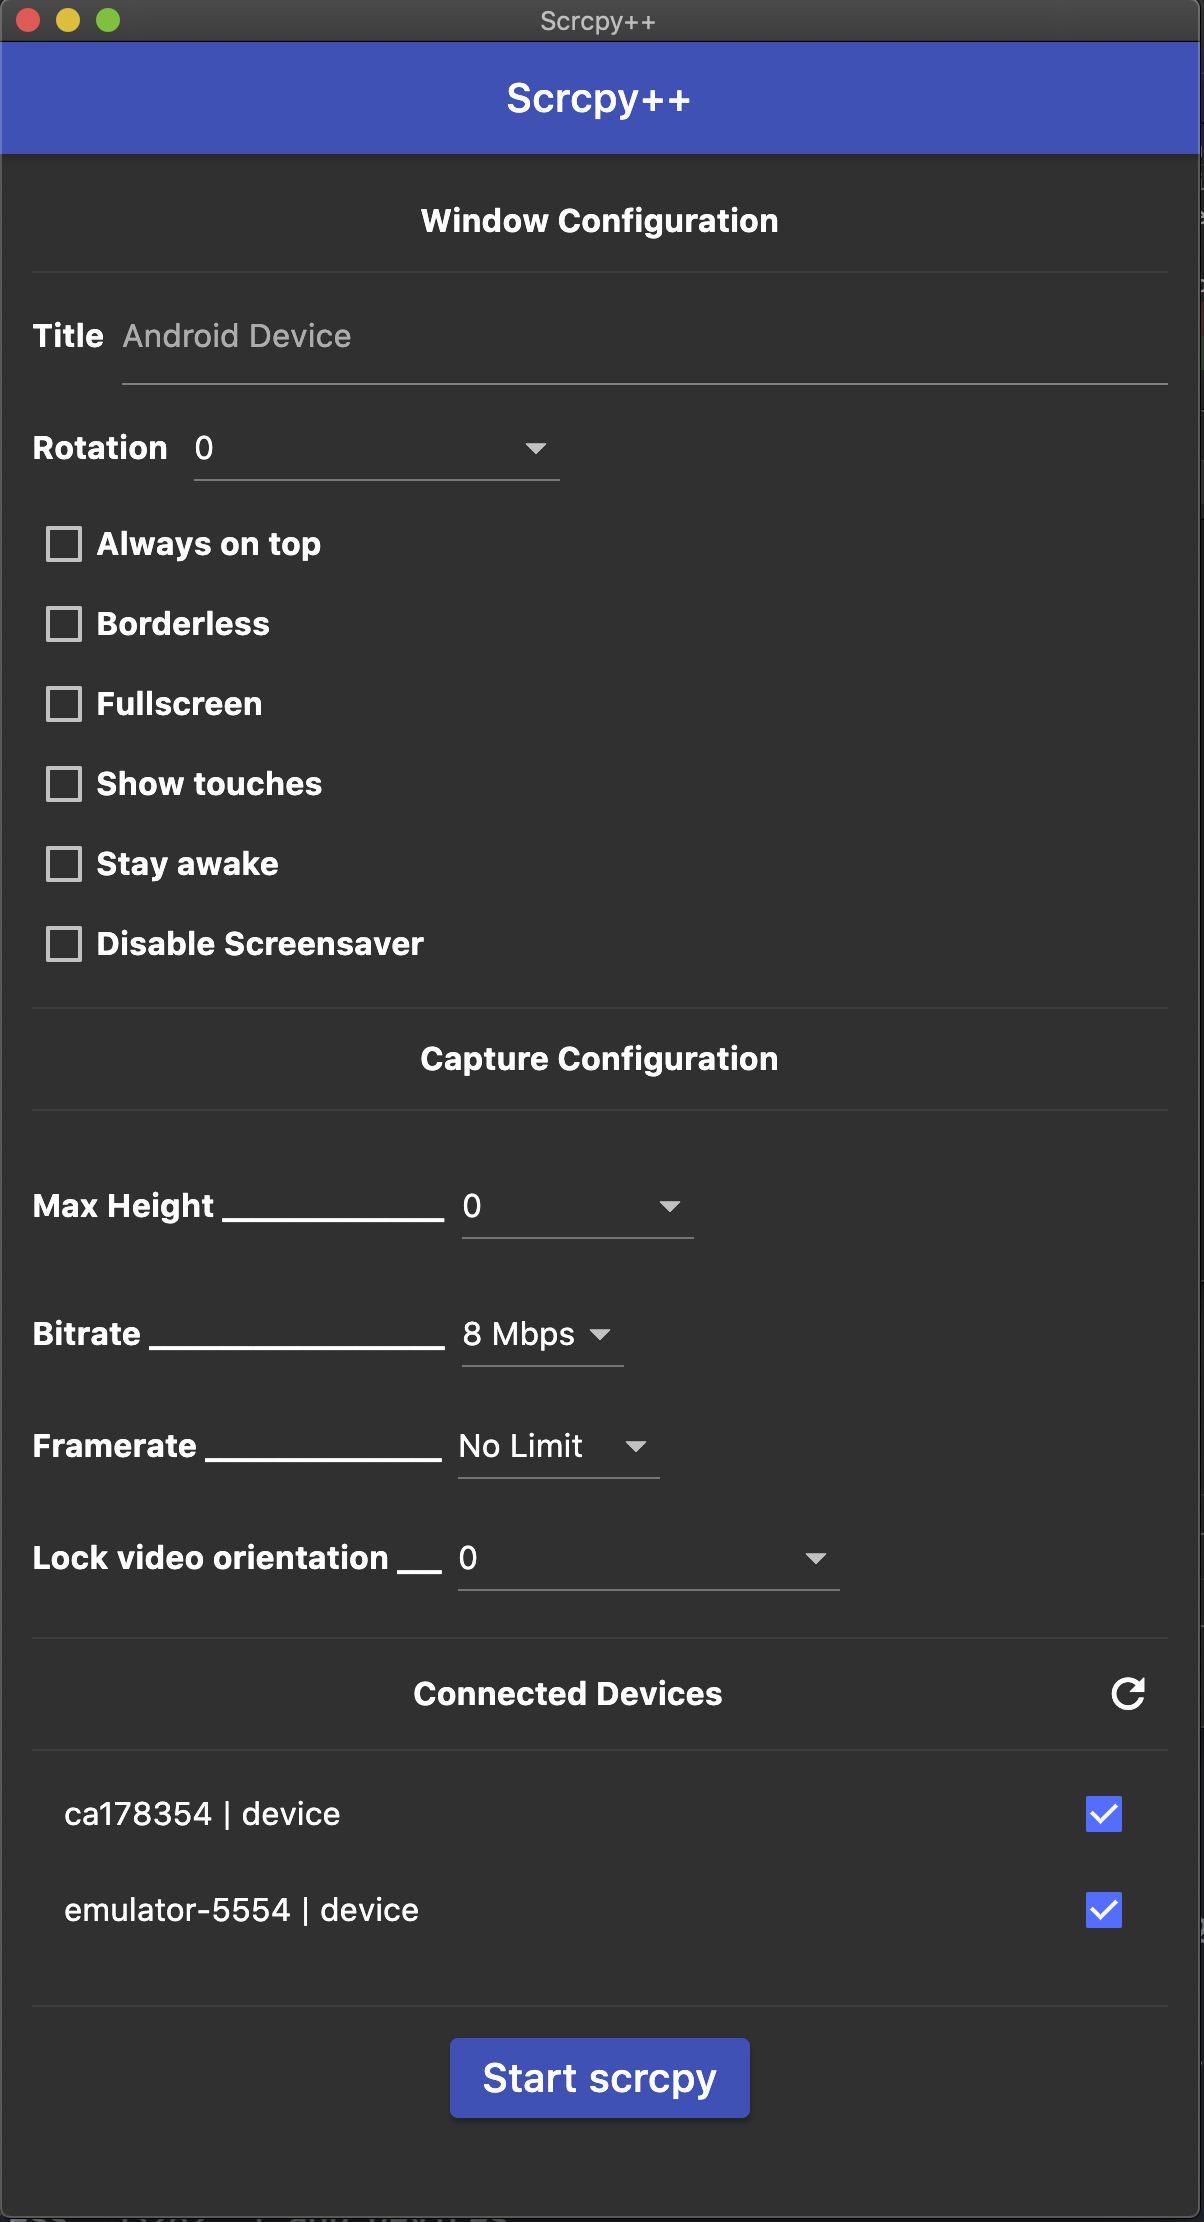 Scrcpy++
Scrcpy++
Window Configuration
Title Android Device
Rotation 0
Always on top
Borderless
Fullscreen
Show touches
Stay awake
Disable Screensaver
Capture Configuration
Max Height 0
Bitrate 8 Mbps
Framerate No Limit
Lock video orientation 0
Connected Devices
ca178354 | device
emulator-5554 | device
Start scrcpy